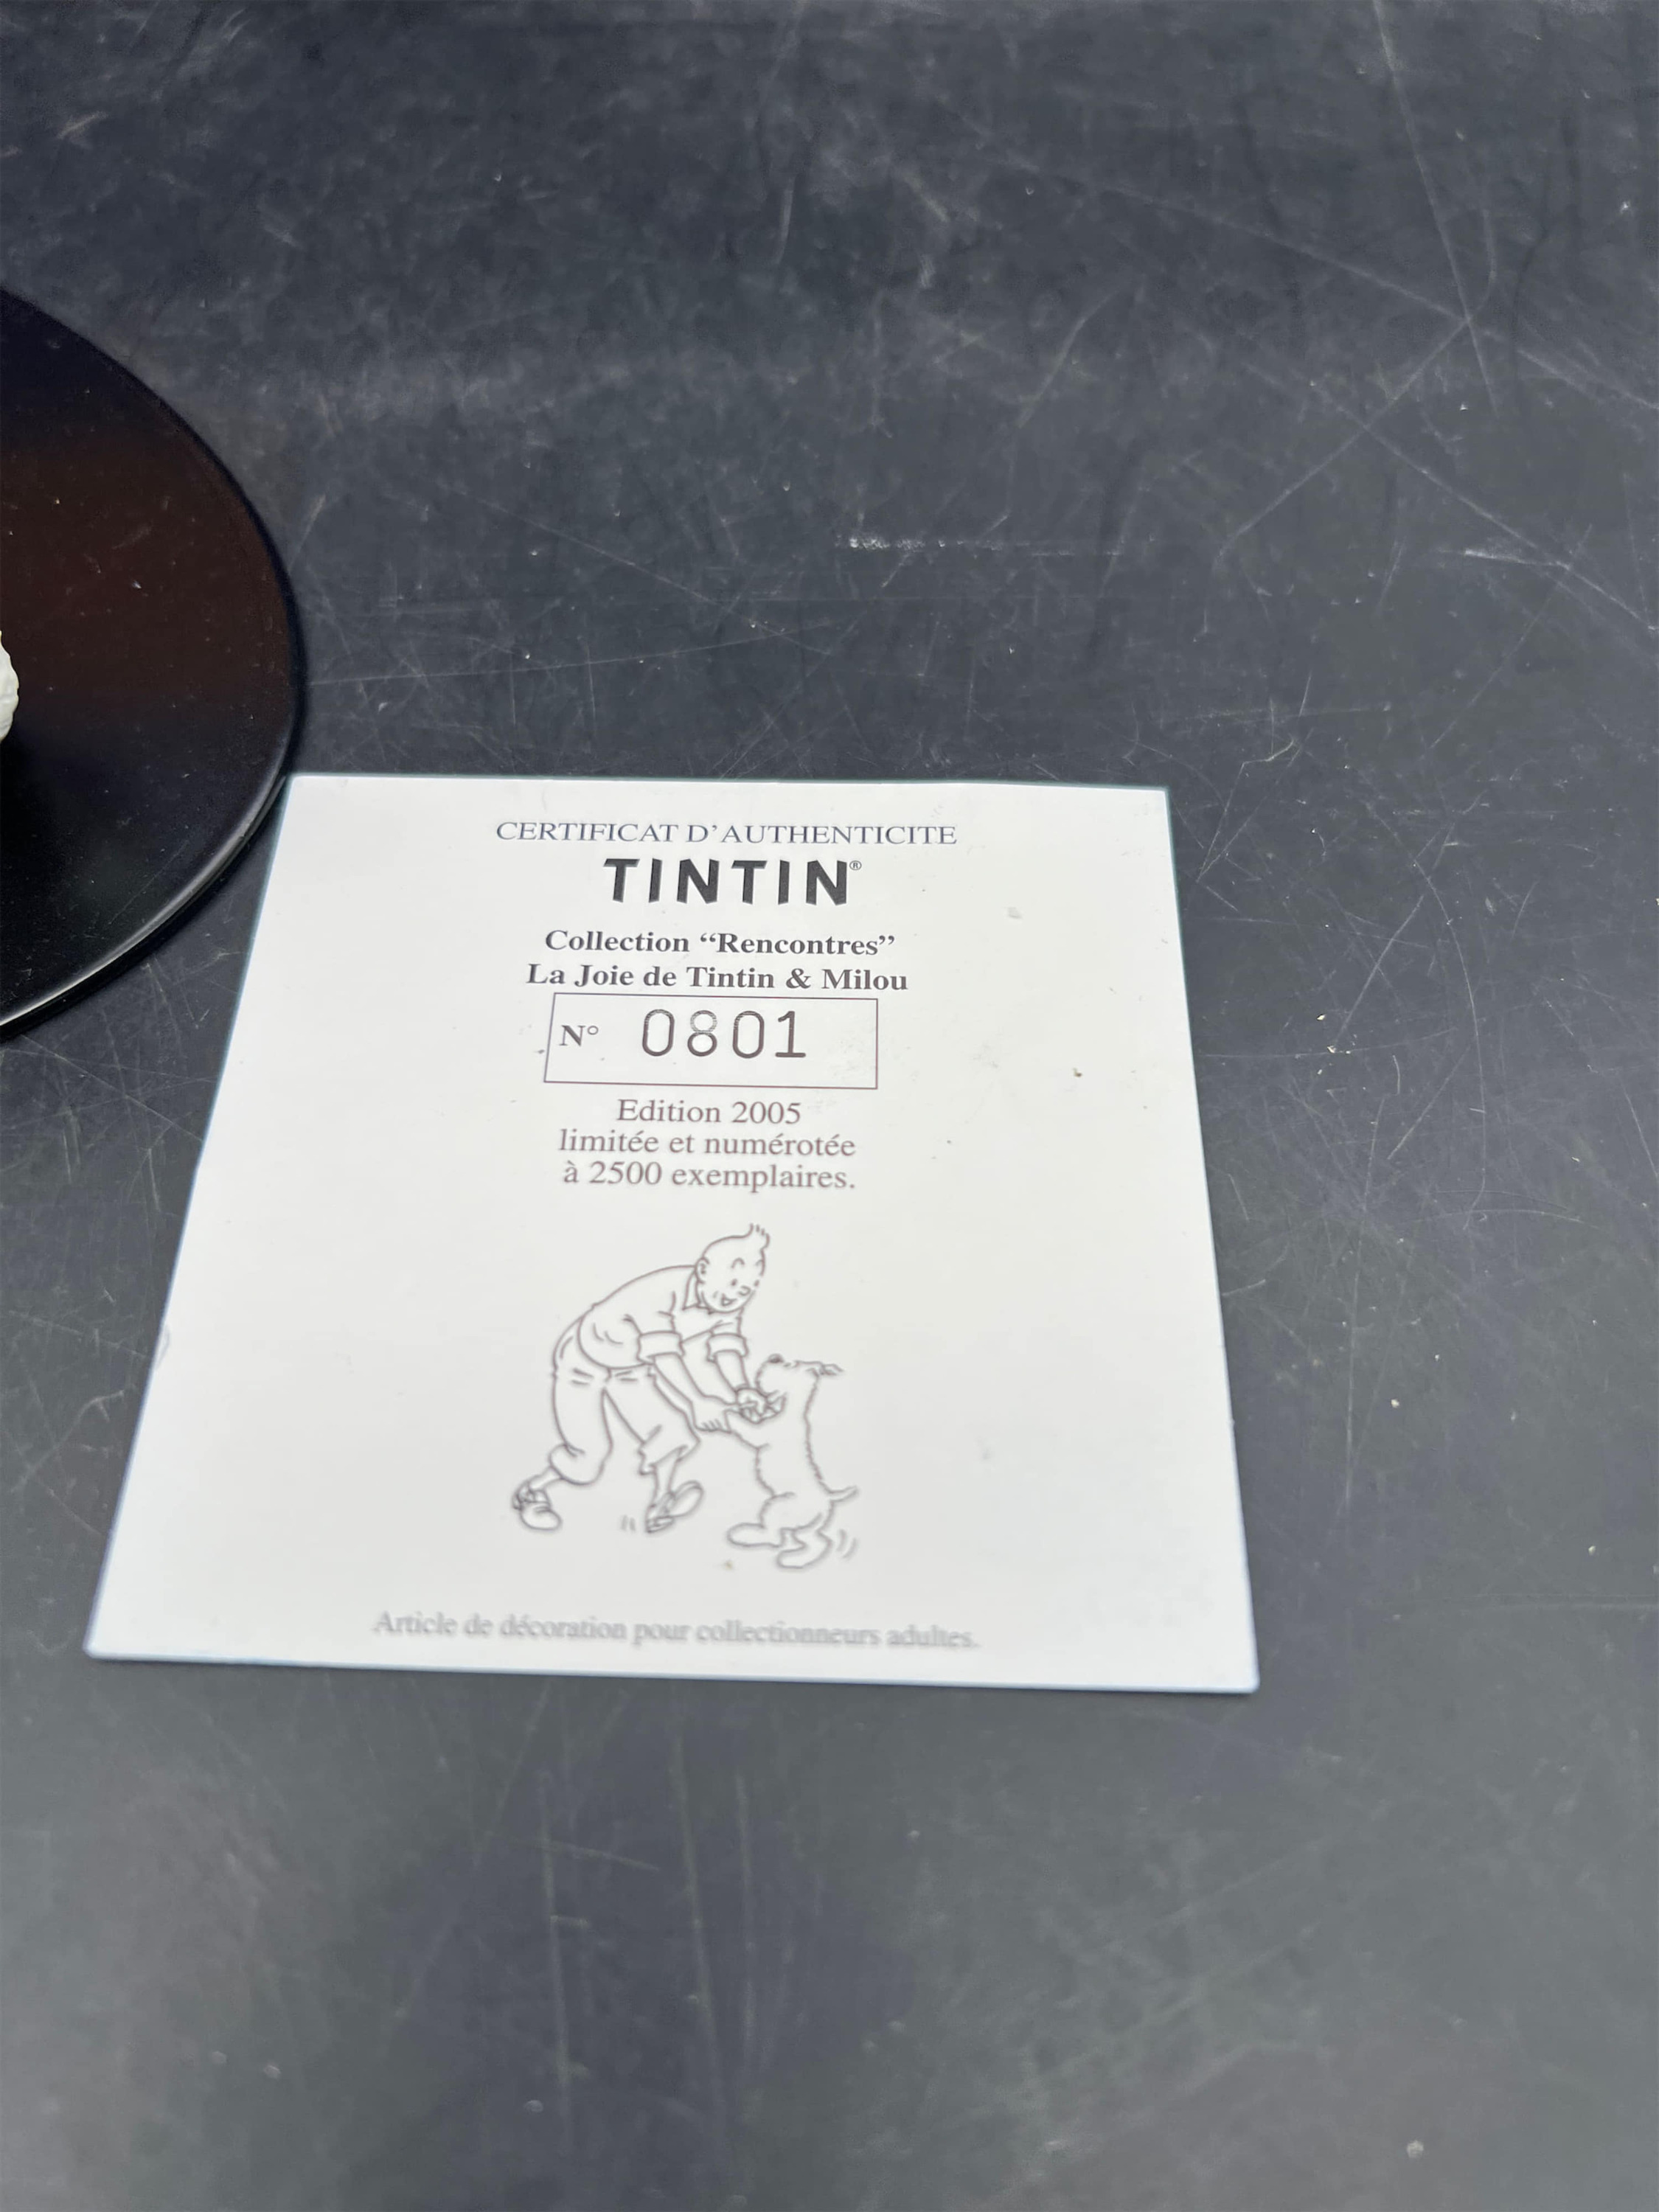 CERTIFICAT D'AUTHENTICITE
TINTIN®
Collection “Rencontres”
La Joie de Tintin & Milou
N° 0801
Edition 2005
limitée et numérotée
à 2500 exemplaires.
Article de décoration pour collectionneurs adultes.